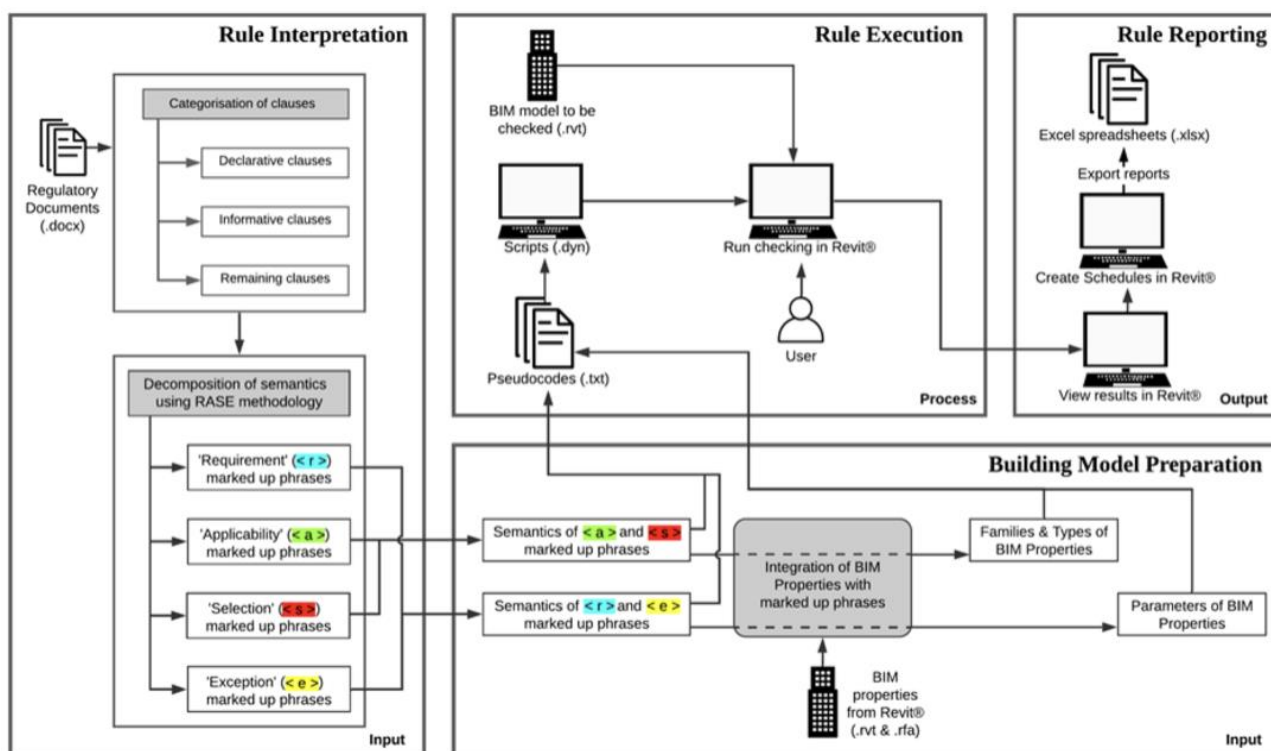 Rule Interpretation
Regulatory
Documents
(.docx)
Categorisation of clauses
Declarative clauses
Informative clauses
Remaining clauses
Decomposition of semantics
using RASE methodology
'Requirement' (< r >)
marked up phrases
'Applicability' (< a >)
marked up phrases
'Selection' (< s >)
marked up phrases
'Exception' (< e >)
marked up phrases
Input
Rule Execution
BIM model to be
checked (.rvt)
Scripts (.dyn)
Run checking in Revit®
Pseudocodes (.txt)
User
Process
Rule Reporting
Excel spreadsheets (.xlsx)
Export reports
Create Schedules in Revit®
View results in Revit®
Output
Building Model Preparation
Semantics of < a > and < s >
marked up phrases
Semantics of < r > and < e >
marked up phrases
Integration of BIM
Properties with
marked up phrases
Families & Types of
BIM Properties
Parameters of BIM
Properties
BIM
properties
from Revit®
(.rvt & .rfa)
Input